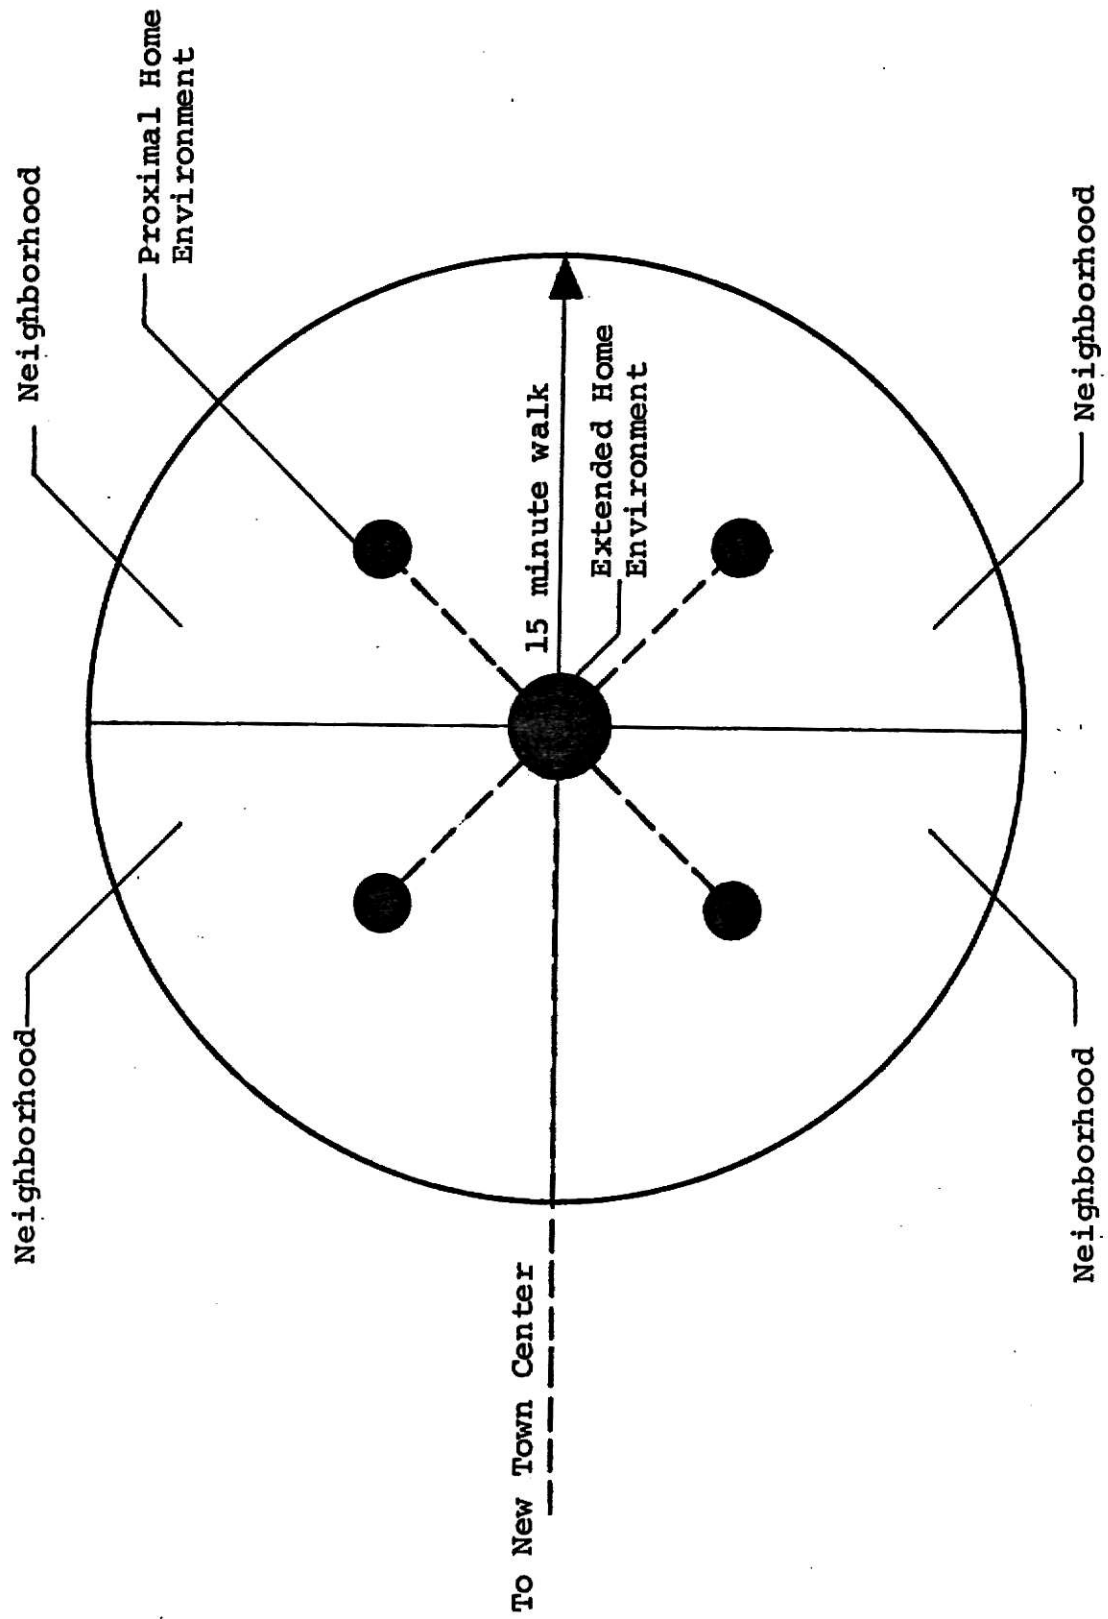 Neighborhood
Neighborhood
Proximal Home
Environment
15 minute walk
Extended Home
Environment
To New Town Center
Neighborhood
Neighborhood